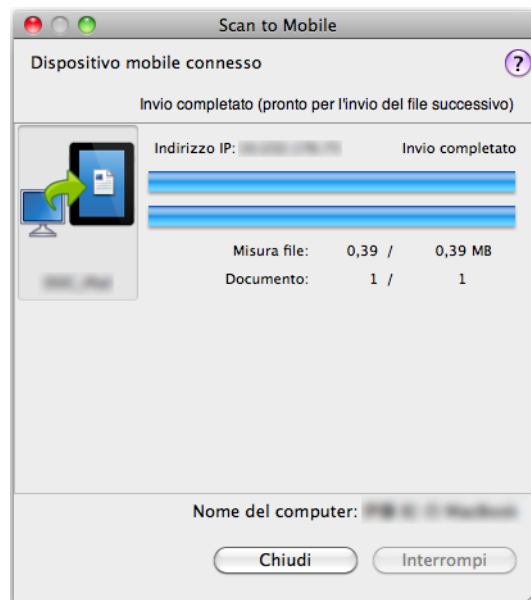 Scan to Mobile
Dispositivo mobile connesso ?
Invio completato (pronto per l'invio del file successivo)
Indirizzo IP: Invio completato
Misura file: 0,39 / 0,39 MB
Documento: 1 / 1
Nome del computer:
Chiudi Interrompi